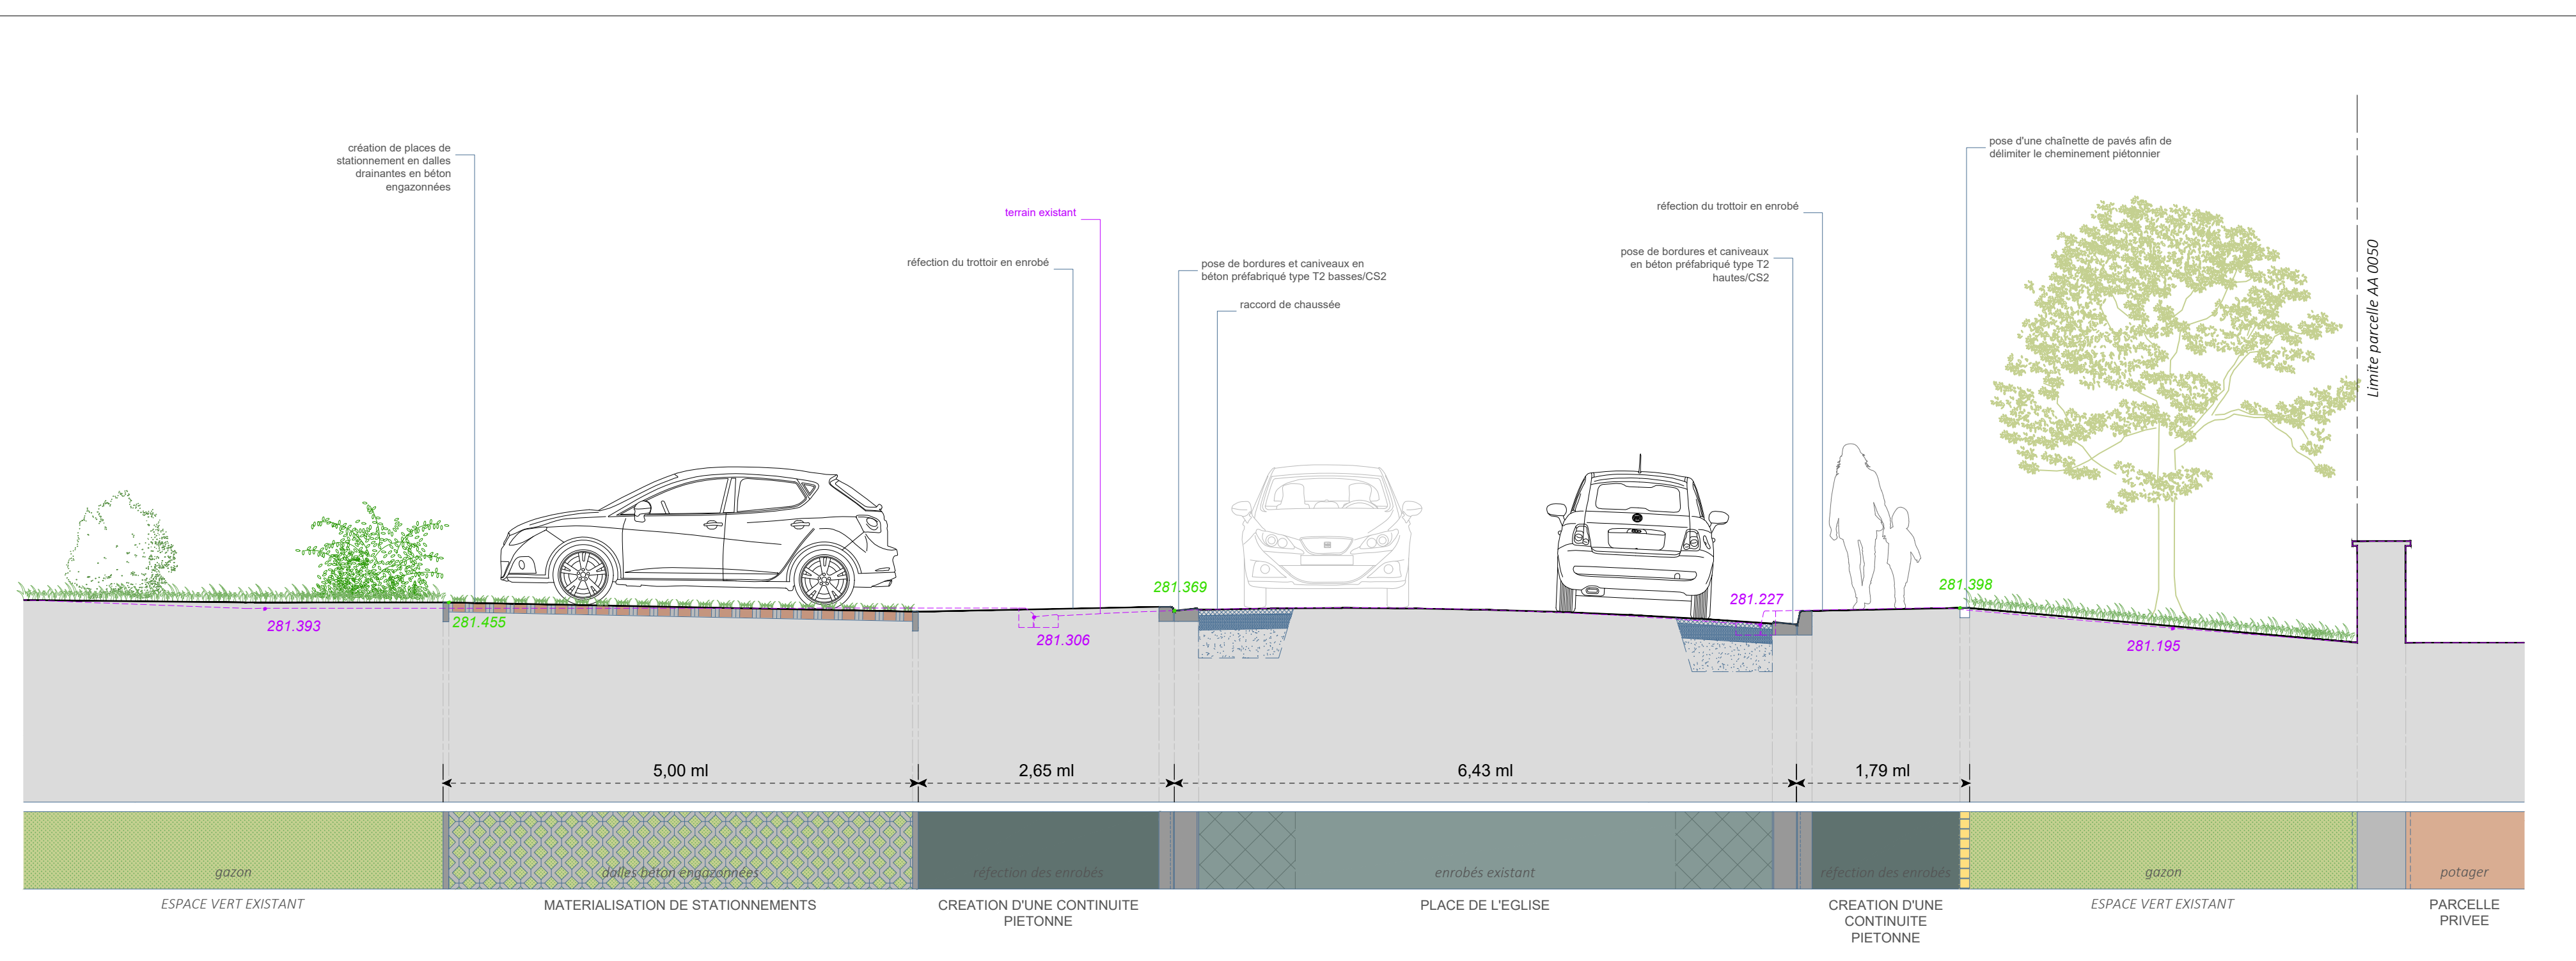 création de places de
stationnement en dalles
drainantes en béton
engazonnées
terrain existant
réfection du trottoir en enrobé
pose de bordures et caniveaux en
béton préfabriqué type T2 basses/CS2
raccord de chaussée
réfection du trottoir en enrobé
pose de bordures et caniveaux
en béton préfabriqué type T2
hautes/CS2
pose d'une chaînette de pavés afin de
délimiter le cheminement piétonnier
Limite parcelle AA 0050
281.393
281.455
281.306
281.369
281.227
281.398
281.195
5,00 ml
2,65 ml
6,43 ml
1,79 ml
gazon
dalles béton engazonnées
réfection des enrobés
enrobés existant
réfection des enrobés
gazon
potager
ESPACE VERT EXISTANT
MATERIALISATION DE STATIONNEMENTS
CREATION D'UNE CONTINUITE
PIETONNE
PLACE DE L'EGLISE
CREATION D'UNE
CONTINUITE
PIETONNE
ESPACE VERT EXISTANT
PARCELLE
PRIVEE